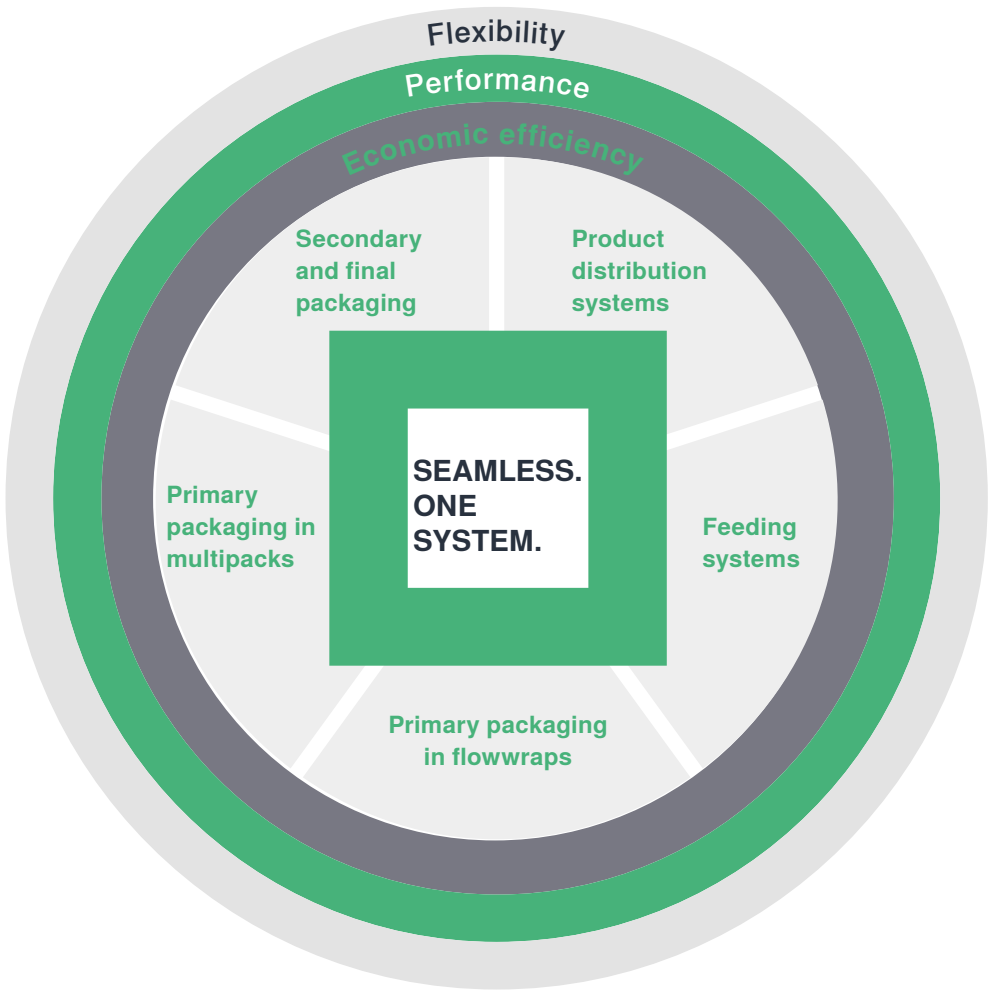 Flexibility
Performance
Economic efficiency
Secondary
and final
packaging
Product
distribution
systems
SEAMLESS.
ONE
SYSTEM.
Primary
packaging in
multipacks
Feeding
systems
Primary packaging
in flowwraps